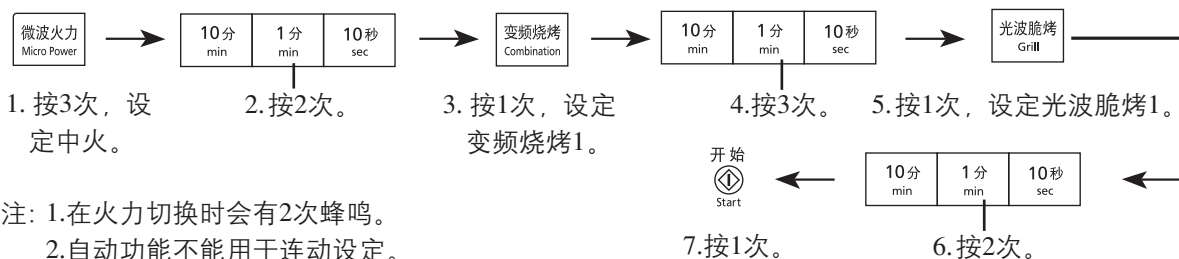 微波火力
Micro Power
10分 1分 10秒
min min sec
变频烧烤
Combination
10分 1分 10秒
min min sec
光波脆烤
Grill
1. 按3次，设
定中火。
2.按2次。
3. 按1次，设定
变频烧烤1。
4.按3次。
5.按1次，设定光波脆烤1。
10分 1分 10秒
min min sec
6.按2次。
开始
Start
7.按1次。
注: 1.在火力切换时会有2次蜂鸣。
2.自动功能不能用于连动设定。